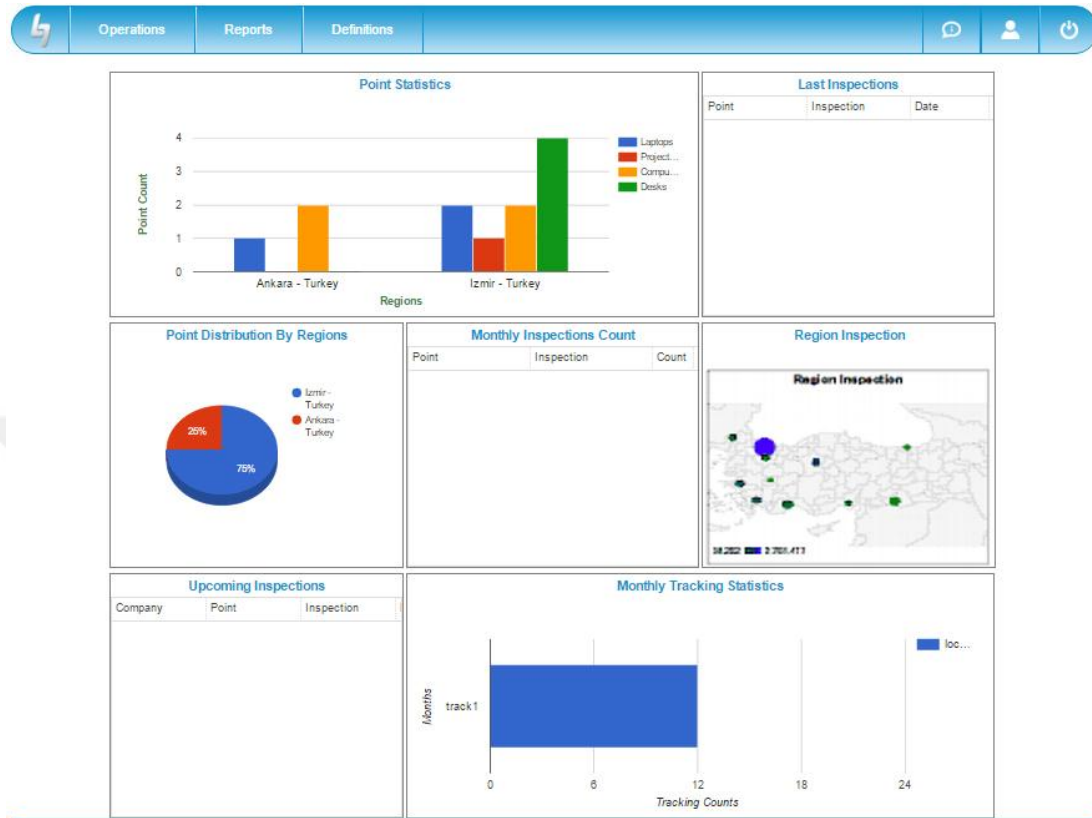 Operations Reports Definitions
Point Statistics
4
3
2
1
0
Point Count
Ankara - Turkey Izmir - Turkey
Regions
Laptops
Project...
Compu...
Desks
Last Inspections
Point Inspection Date
Point Distribution By Regions
25%
75%
Izmir -
Turkey
Ankara -
Turkey
Monthly Inspections Count
Point Inspection Count
Region Inspection
Region Inspection
2.761.477
Upcoming Inspections
Company Point Inspection
Monthly Tracking Statistics
Months
track1
0 6 12 18 24
Tracking Counts
loc...